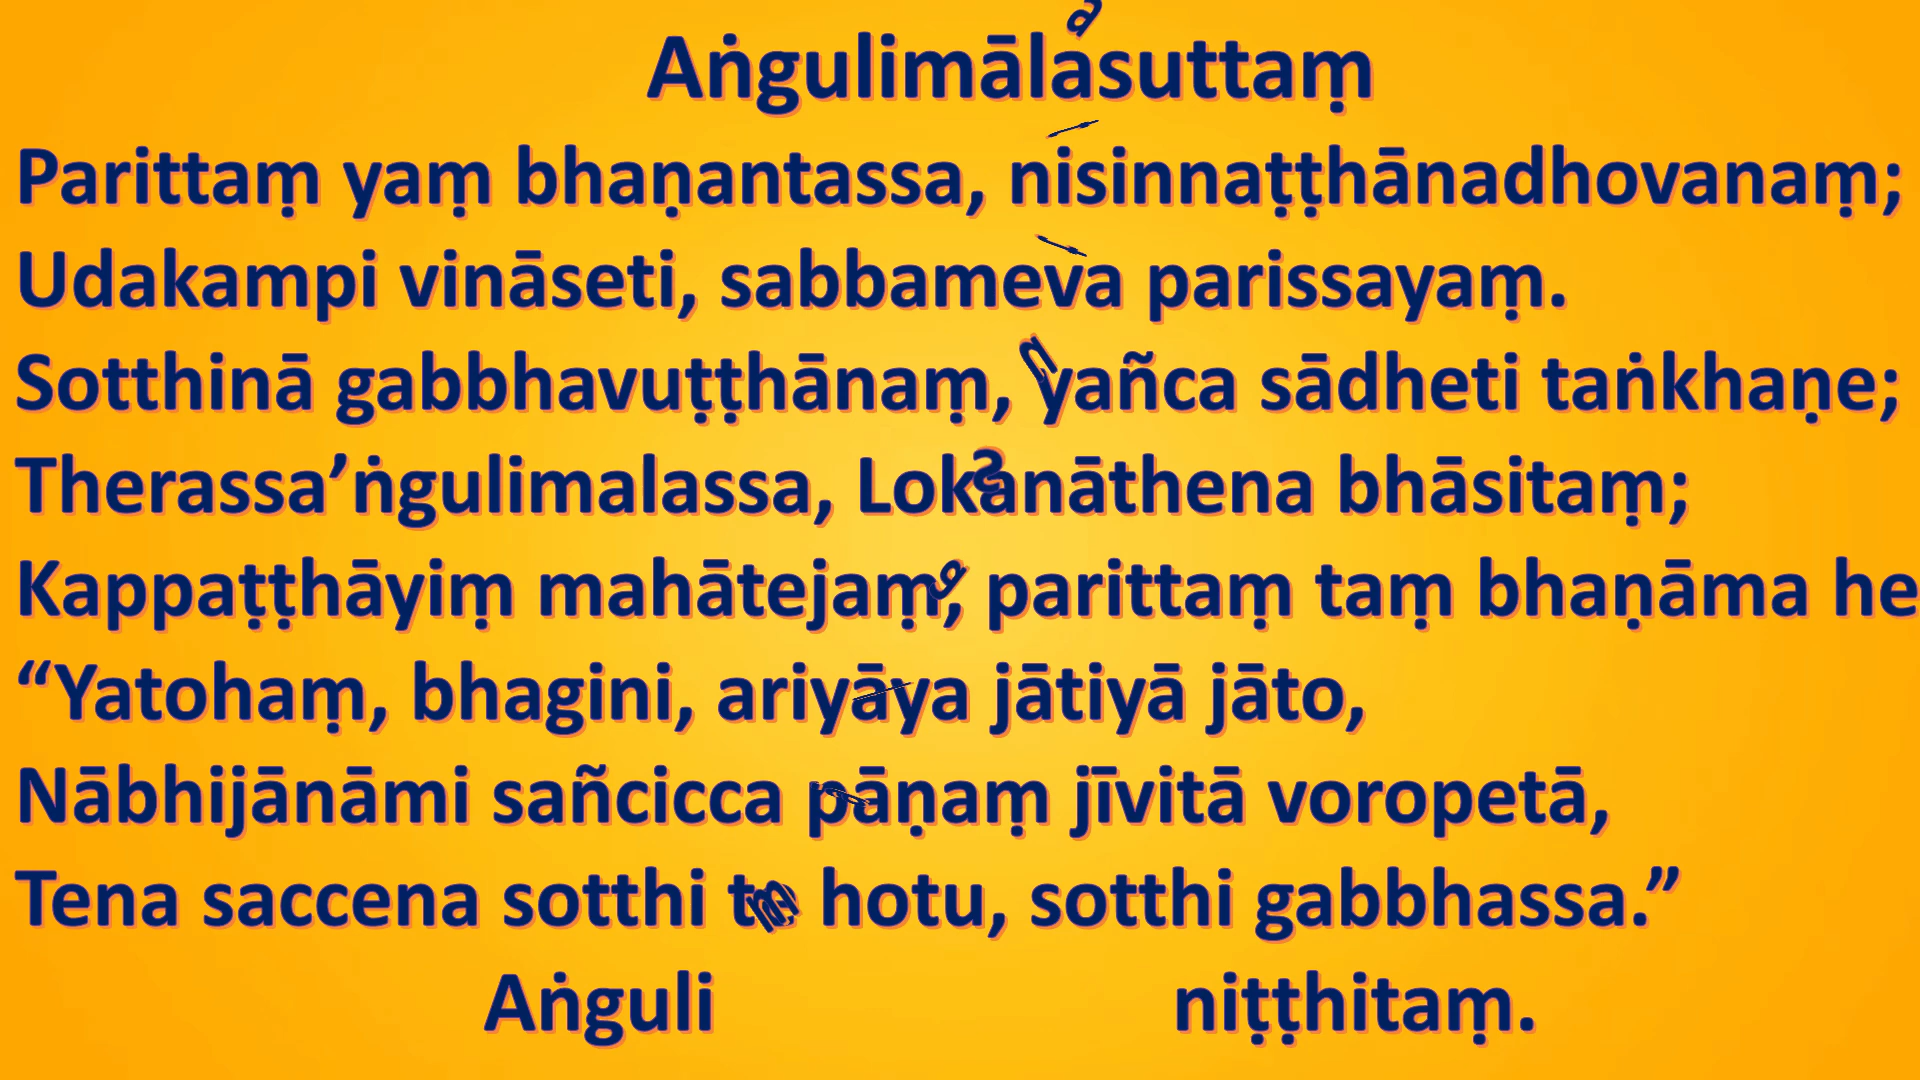 Aṅgulimālasuttaṃ
Parittaṃ yaṃ bhaṇantassa, nisinnaṭṭhānadhovanaṃ;
Udakampi vināseti, sabbameva parissayaṃ.
Sotthinā gabbhavuṭṭhānaṃ, yañca sādheti taṅkhaṇe;
Therassa’ṅgulimalassa, Lokanāthena bhāsitaṃ;
Kappaṭṭhāyiṃ mahātejaṃ, parittaṃ taṃ bhaṇāma he
“Yatohaṃ, bhagini, ariyāya jātiyā jāto,
Nābhijānāmi sañcicca pāṇaṃ jīvitā voropetā,
Tena saccena sotthi te hotu, sotthi gabbhassa.”
Aṅguli niṭṭhitaṃ.